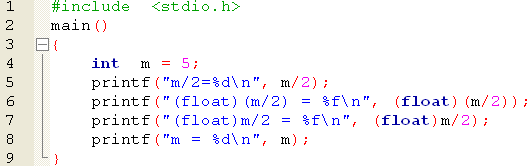 1 #include  <stdio.h>
2 main()
3 {
4     int  m = 5;
5     printf("m/2=%d\n", m/2);
6     printf("(float)(m/2) = %f\n", (float)(m/2));
7     printf("(float)m/2 = %f\n", (float)m/2);
8     printf("m = %d\n", m);
9 }